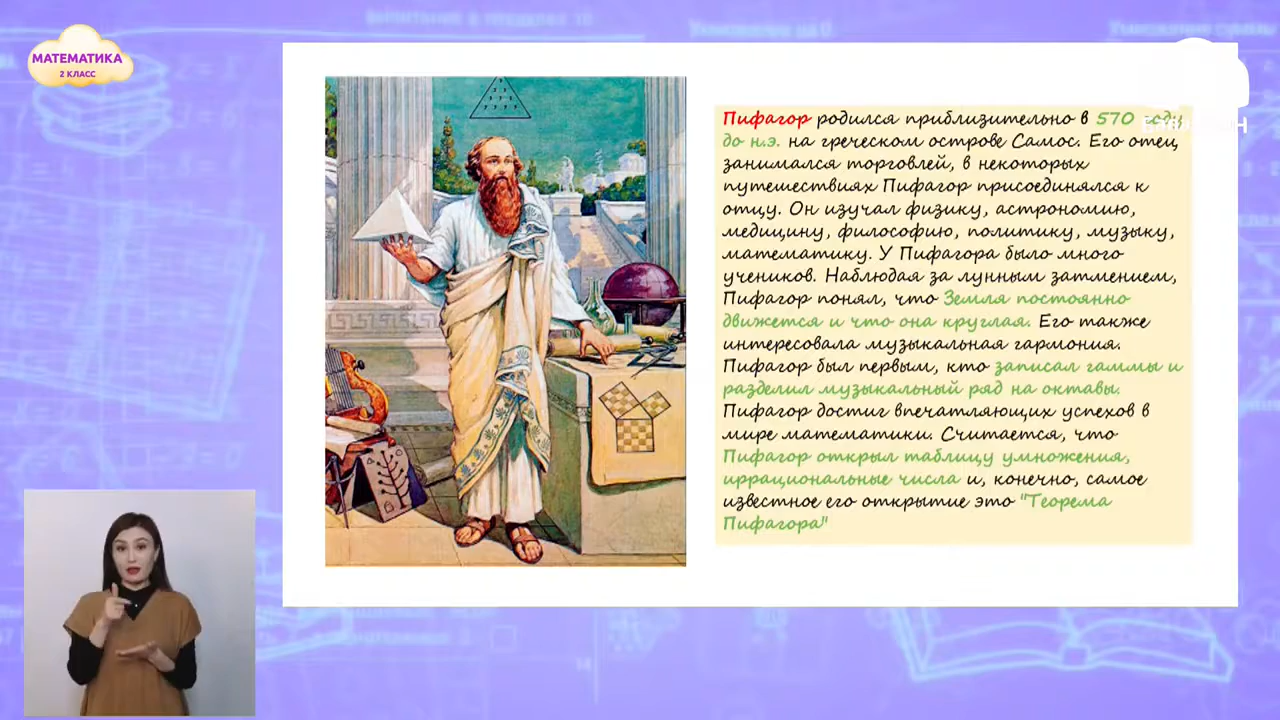 МАТЕМАТИКА
2 КЛАСС
Пифагор родился приблизительно в 570 году
до н.э. на греческом острове Самос. Его отец
занимался торговлей, в некоторых
путешествиях Пифагор присоединялся к
отцу. Он изучал физику, астрономию,
медицину, философию, политику, музыку,
математику. У Пифагора было много
учеников. Наблюдая за лунным затмением,
Пифагор понял, что Земля постоянно
движется и что она круглая. Его также
интересовала музыкальная гармония.
Пифагор был первым, кто записал гаммы и
разделил музыкальный ряд на октавы.
Пифагор достиг впечатляющих успехов в
мире математики. Считается, что
Пифагор открыл таблицу умножения,
иррациональные числа и, конечно, самое
известное его открытие это "Теорема
Пифагора"